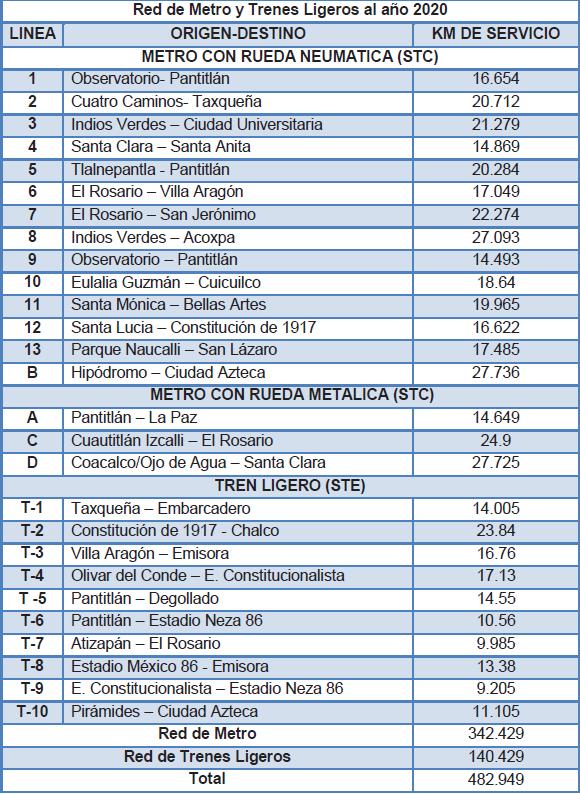 Red de Metro y Trenes Ligeros al año 2020
LINEA ORIGEN-DESTINO KM DE SERVICIO
METRO CON RUEDA NEUMATICA (STC)
1 Observatorio- Pantitlán 16.654
2 Cuatro Caminos- Taxqueña 20.712
3 Indios Verdes – Ciudad Universitaria 21.279
4 Santa Clara – Santa Anita 14.869
5 Tlalnepantla - Pantitlán 20.284
6 El Rosario – Villa Aragón 17.049
7 El Rosario – San Jerónimo 22.274
8 Indios Verdes – Acoxpa 27.093
9 Observatorio – Pantitlán 14.493
10 Eulalia Guzmán – Cuicuilco 18.64
11 Santa Mónica – Bellas Artes 19.965
12 Santa Lucia – Constitución de 1917 16.622
13 Parque Naucalli – San Lázaro 17.485
B Hipódromo – Ciudad Azteca 27.736
METRO CON RUEDA METALICA (STC)
A Pantitlán – La Paz 14.649
C Cuautitlán Izcalli – El Rosario 24.9
D Coacalco/Ojo de Agua – Santa Clara 27.725
TREN LIGERO (STE)
T-1 Taxqueña – Embarcadero 14.005
T-2 Constitución de 1917 - Chalco 23.84
T-3 Villa Aragón – Emisora 16.76
T-4 Olivar del Conde – E. Constitucionalista 17.13
T -5 Pantitlán – Degollado 14.55
T-6 Pantitlán – Estadio Neza 86 10.56
T-7 Atizapán – El Rosario 9.985
T-8 Estadio México 86 - Emisora 13.38
T-9 E. Constitucionalista – Estadio Neza 86 9.205
T-10 Pirámides – Ciudad Azteca 11.105
Red de Metro 342.429
Red de Trenes Ligeros 140.429
Total 482.949